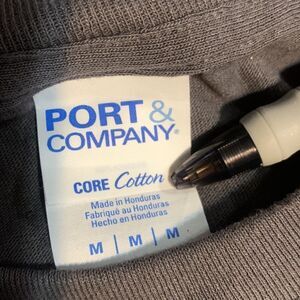 PORT &
COMPANY®
CORE Cotton
Made in Honduras
Fabriqué au Honduras
Hecho en Honduras
M | M | M